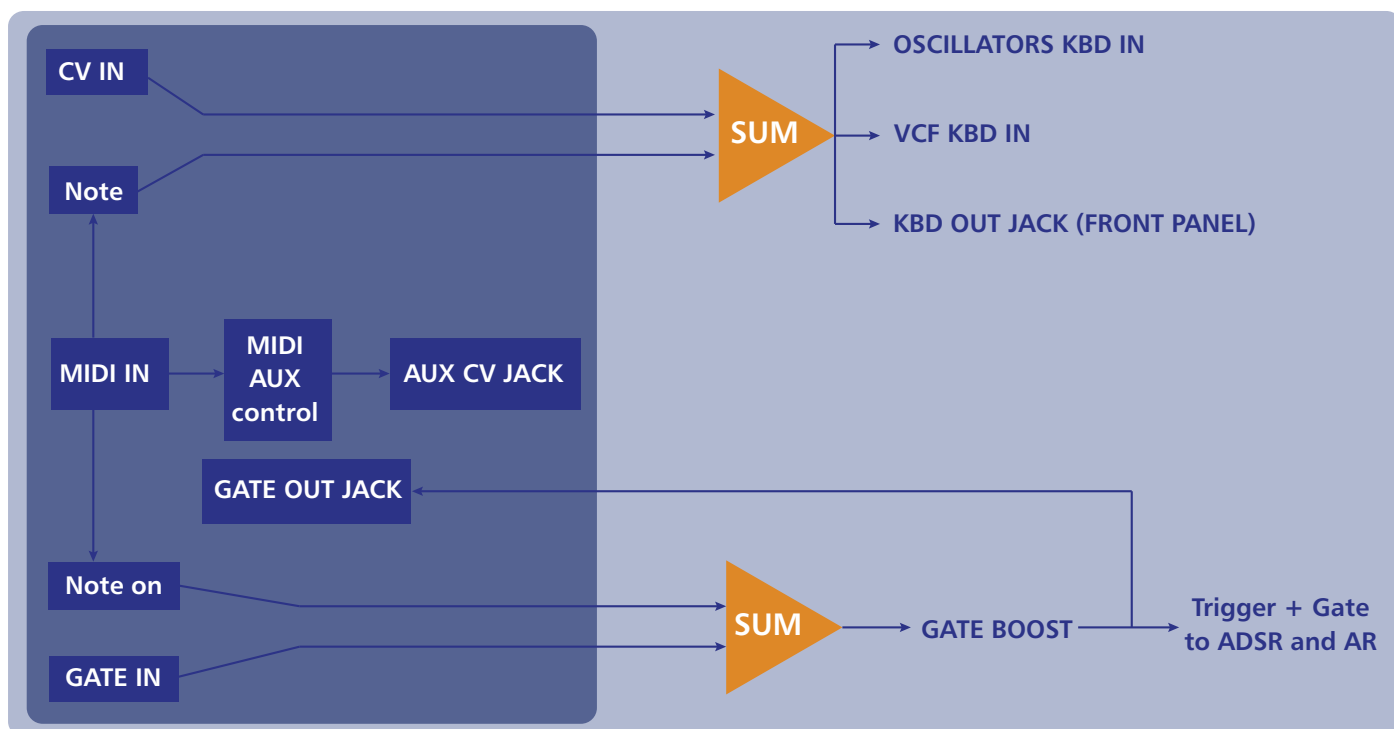 CV IN
OSCILLATORS KBD IN
SUM
VCF KBD IN
Note
KBD OUT JACK (FRONT PANEL)
MIDI IN
MIDI
AUX
control
AUX CV JACK
GATE OUT JACK
Note on
SUM
GATE BOOST
Trigger + Gate
to ADSR and AR
GATE IN